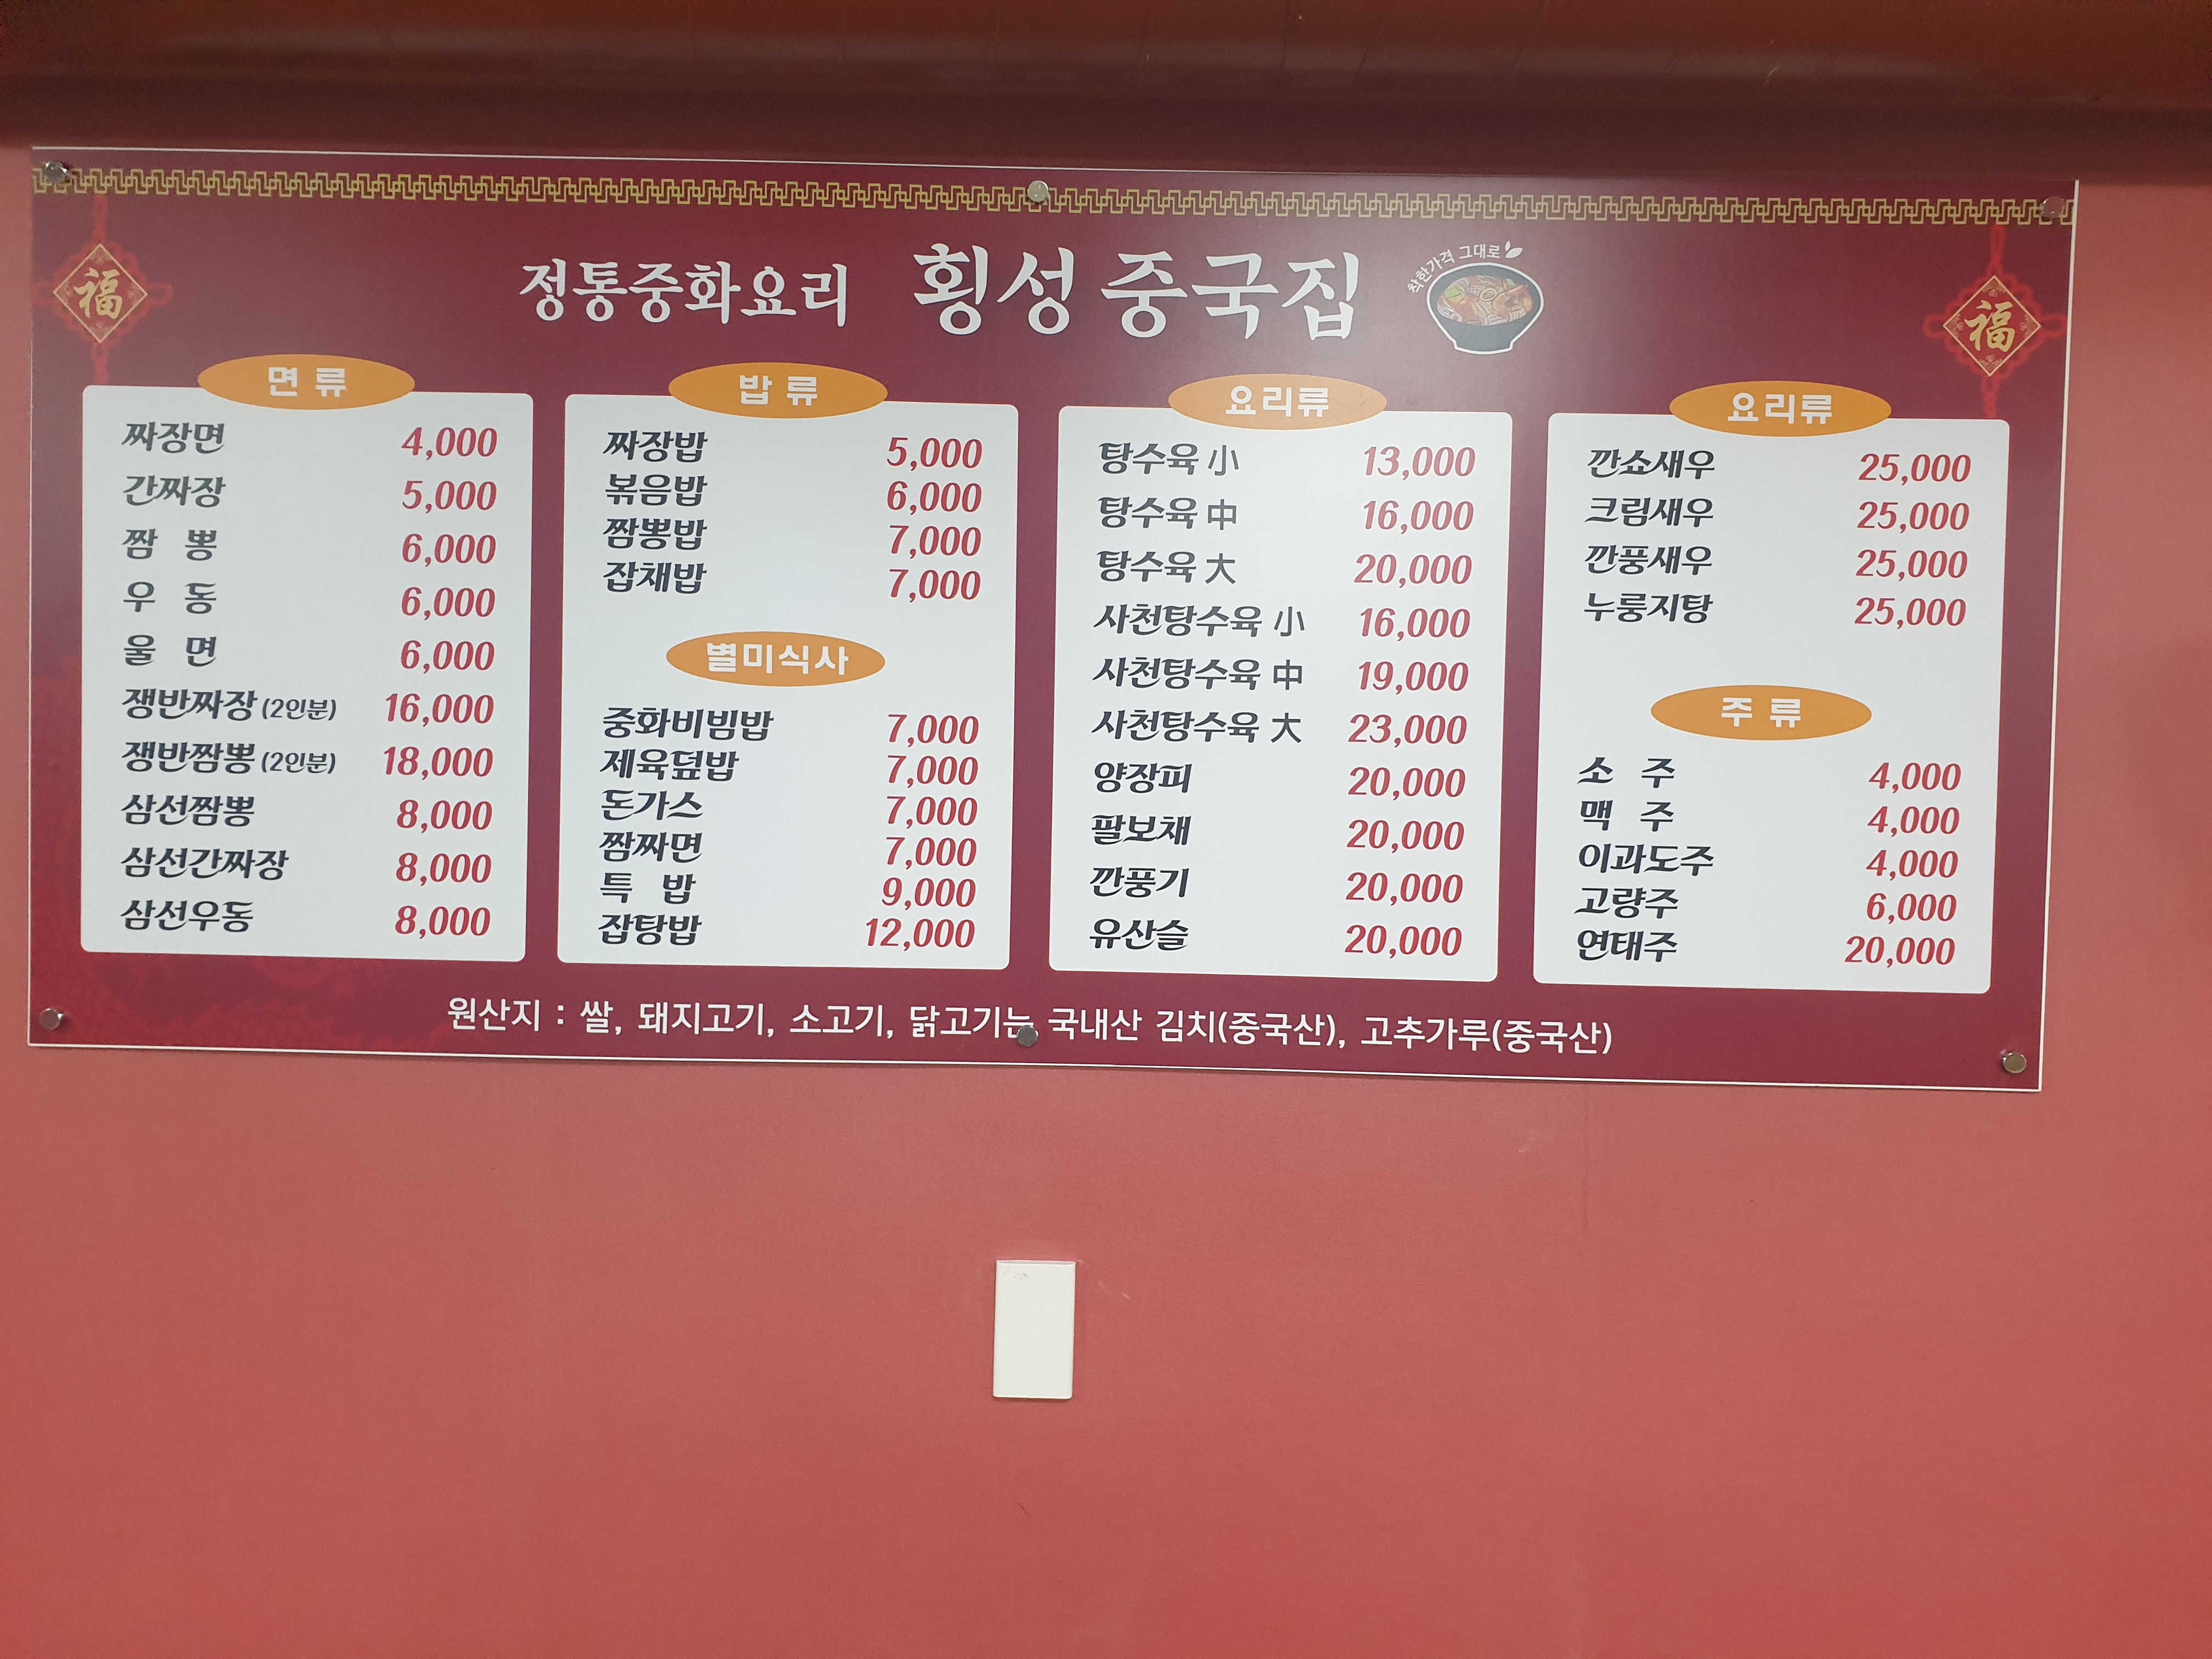 정통중화요리 횡성 중국집
착한가격 그대로
福
福
면 류
짜장면 4,000
간짜장 5,000
짬 뽕 6,000
우 동 6,000
울 면 6,000
쟁반짜장 (2인분) 16,000
쟁반짬뽕 (2인분) 18,000
삼선짬뽕 8,000
삼선간짜장 8,000
삼선우동 8,000
밥 류
짜장밥 5,000
볶음밥 6,000
짬뽕밥 7,000
잡채밥 7,000
별미식사
중화비빔밥 7,000
제육덮밥 7,000
돈가스 7,000
짬짜면 7,000
특 밥 9,000
잡탕밥 12,000
요리류
탕수육 小 13,000
탕수육 中 16,000
탕수육 大 20,000
사천탕수육 小 16,000
사천탕수육 中 19,000
사천탕수육 大 23,000
양장피 20,000
팔보채 20,000
깐풍기 20,000
유산슬 20,000
요리류
깐쇼새우 25,000
크림새우 25,000
깐풍새우 25,000
누룽지탕 25,000
주 류
소 주 4,000
맥 주 4,000
이과도주 4,000
고량주 6,000
연태주 20,000
원산지 : 쌀, 돼지고기, 소고기, 닭고기는 국내산 김치(중국산), 고추가루(중국산)